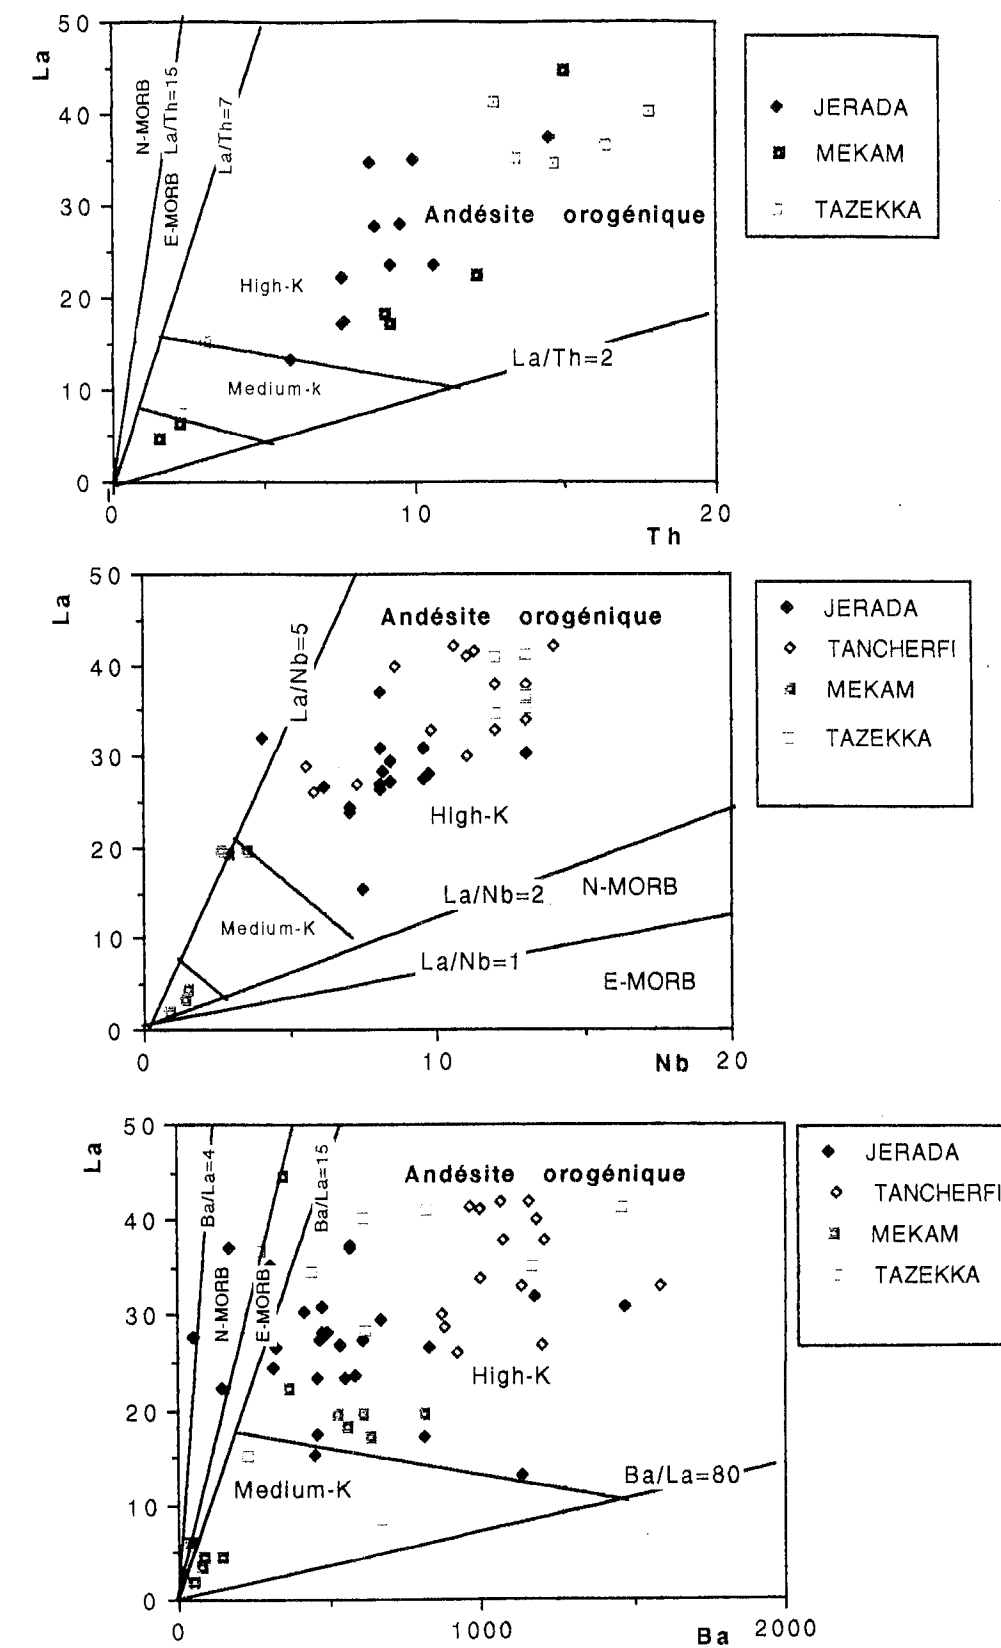 La
50
40
30
20
10
0
N-MORB
La/Th=15
E-MORB
La/Th=7
Andésite orogénique
High-K
Medium-k
La/Th=2
0
10
20
Th
JERADA
MEKAM
TAZEKKA
La
50
40
30
20
10
0
La/Nb=5
Andésite orogénique
High-K
La/Nb=2
N-MORB
Medium-K
La/Nb=1
E-MORB
0
10
Nb
20
JERADA
TANCHERFI
MEKAM
TAZEKKA
La
50
40
30
20
10
0
Ba/La=4
N-MORB
E-MORB
Ba/La=15
Andésite orogénique
High-K
Medium-K
Ba/La=80
0
1000
Ba
2000
JERADA
TANCHERFI
MEKAM
TAZEKKA